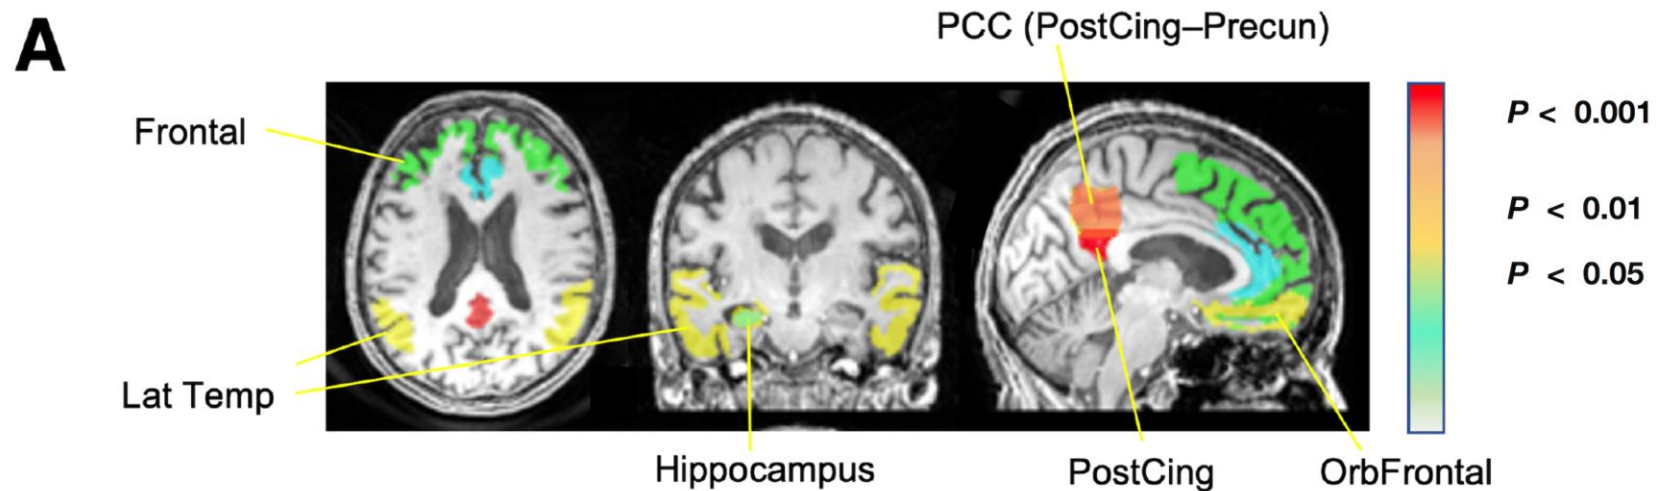 A
PCC (PostCing–Precun)
Frontal
P < 0.001
P < 0.01
P < 0.05
Lat Temp
Hippocampus
PostCing
OrbFrontal